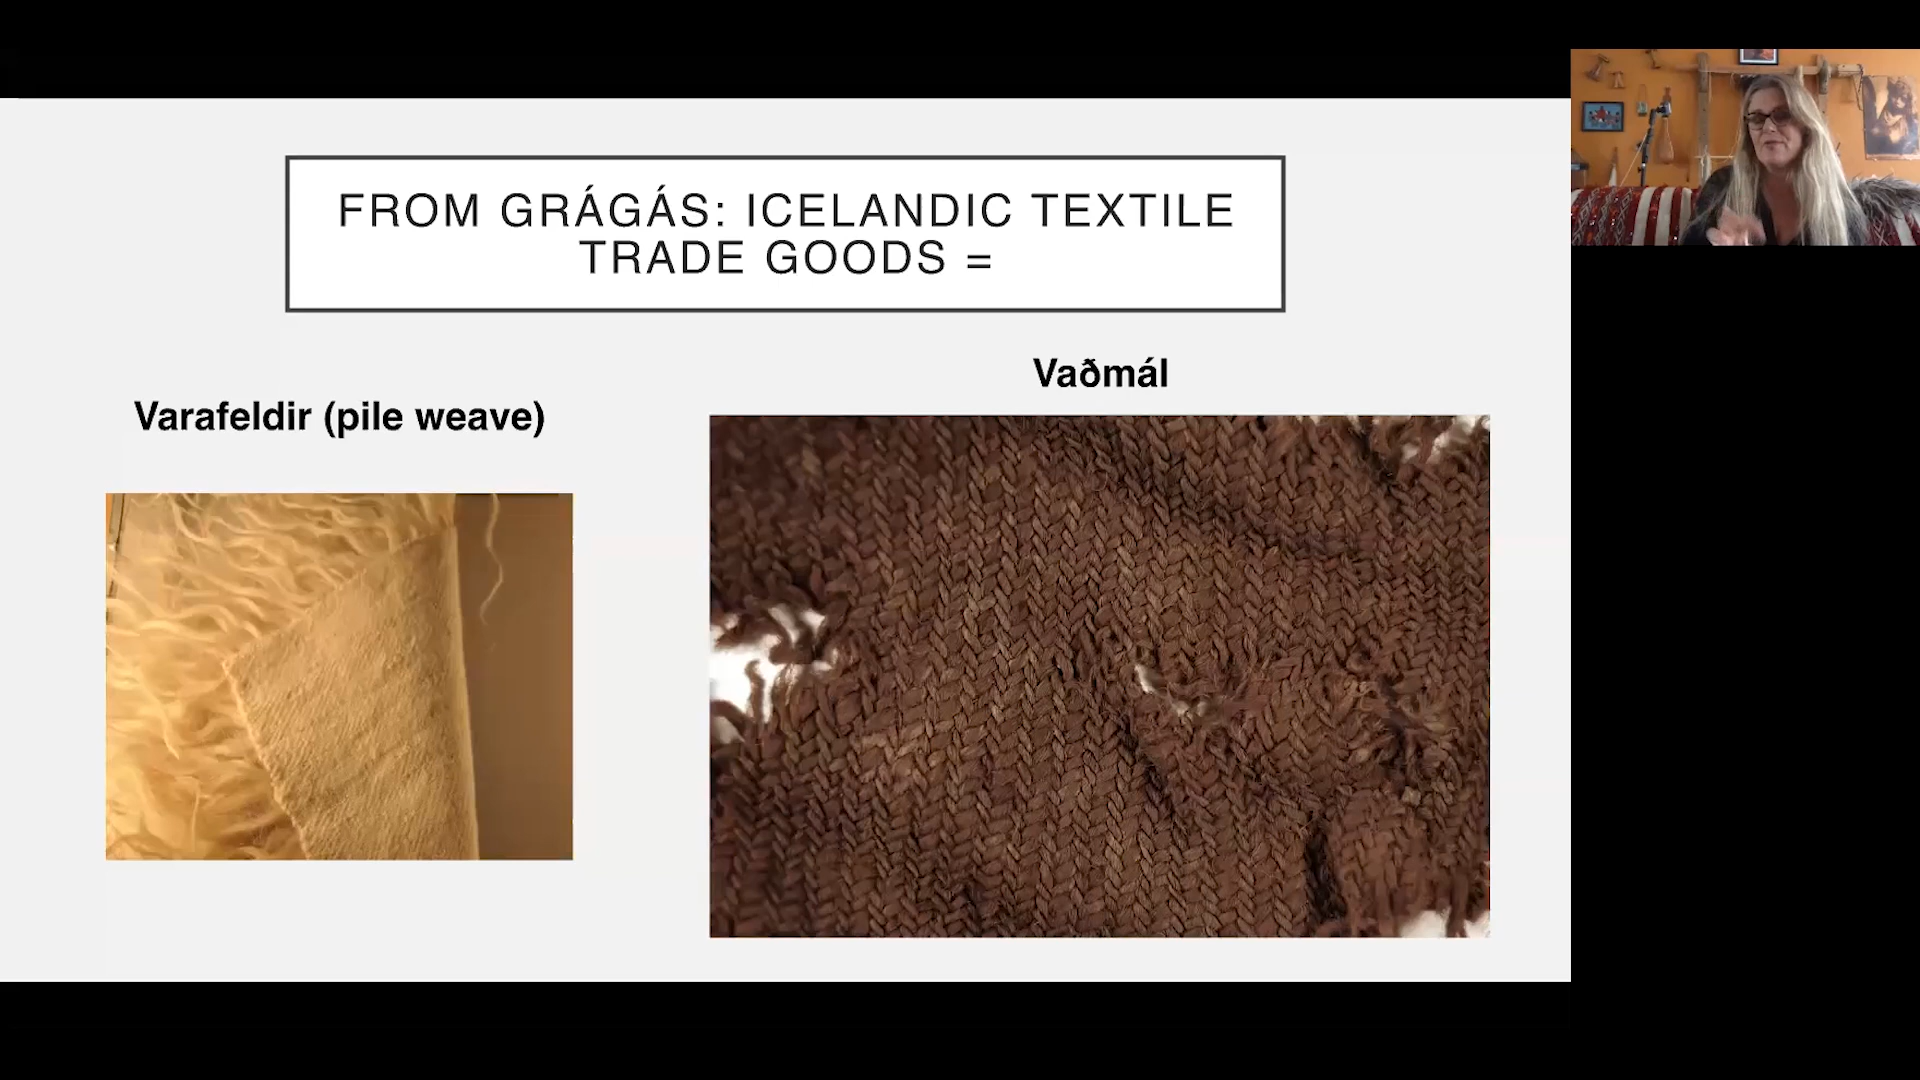 FROM GRÁGÁS: ICELANDIC TEXTILE
TRADE GOODS =
Varafeldir (pile weave)
Vaðmál